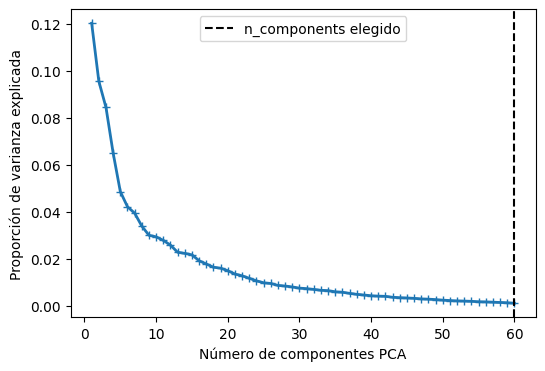 n_components elegido
Proporción de varianza explicada
0.12
0.10
0.08
0.06
0.04
0.02
0.00
0 10 20 30 40 50 60
Número de componentes PCA